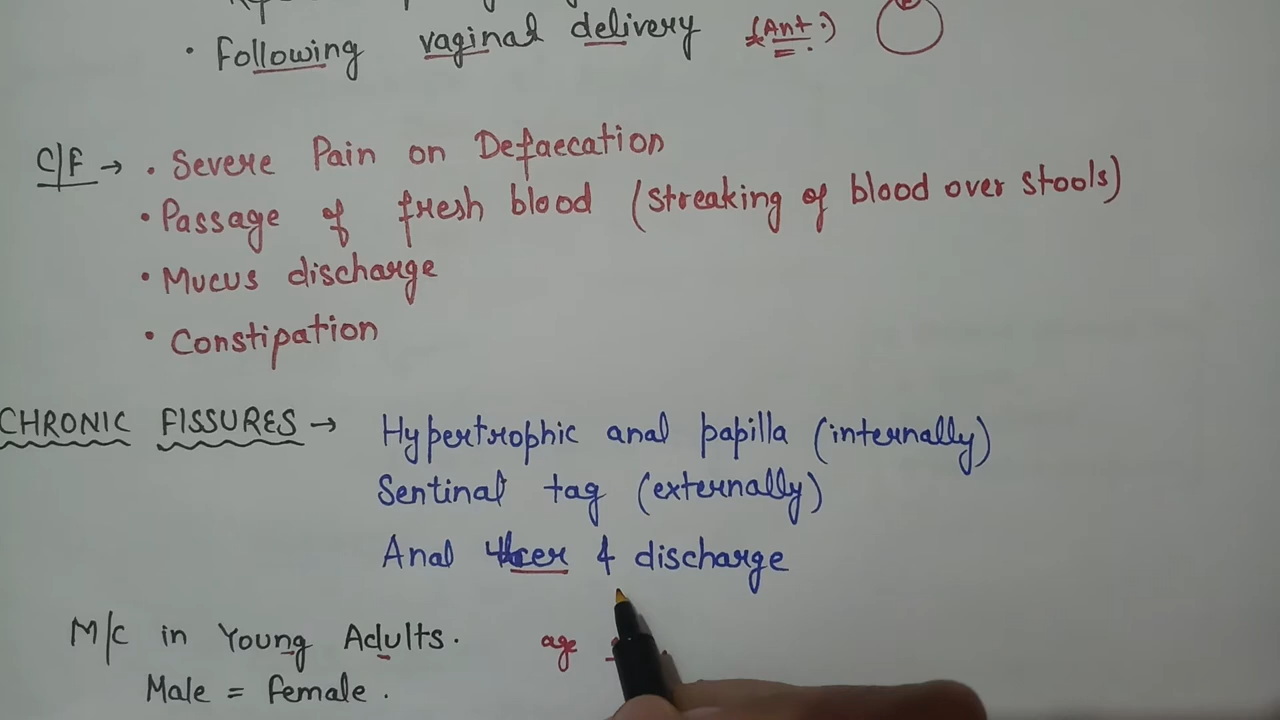 • Following vaginal delivery (Ant:)
C/F → • Severe Pain on Defaecation
• Passage of fresh blood (streaking of blood over stools)
• Mucus discharge
• Constipation
CHRONIC FISSURES → Hypertrophic anal papilla (internally)
Sentinal tag (externally)
Anal ulcer & discharge
M/C in Young Adults. age
Male = female.